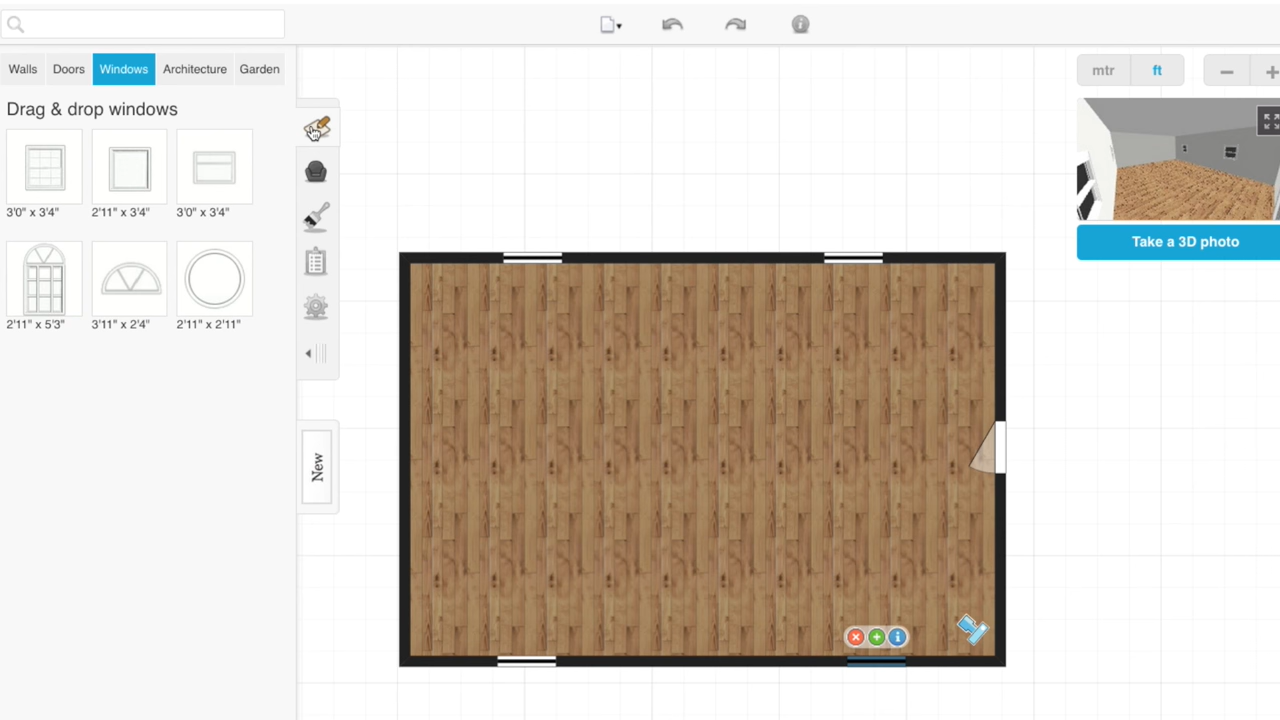 Walls Doors Windows Architecture Garden
mtr ft
Drag & drop windows
3'0" x 3'4" 2'11" x 3'4" 3'0" x 3'4"
Take a 3D photo
2'11" x 5'3" 3'11" x 2'4" 2'11" x 2'11"
New